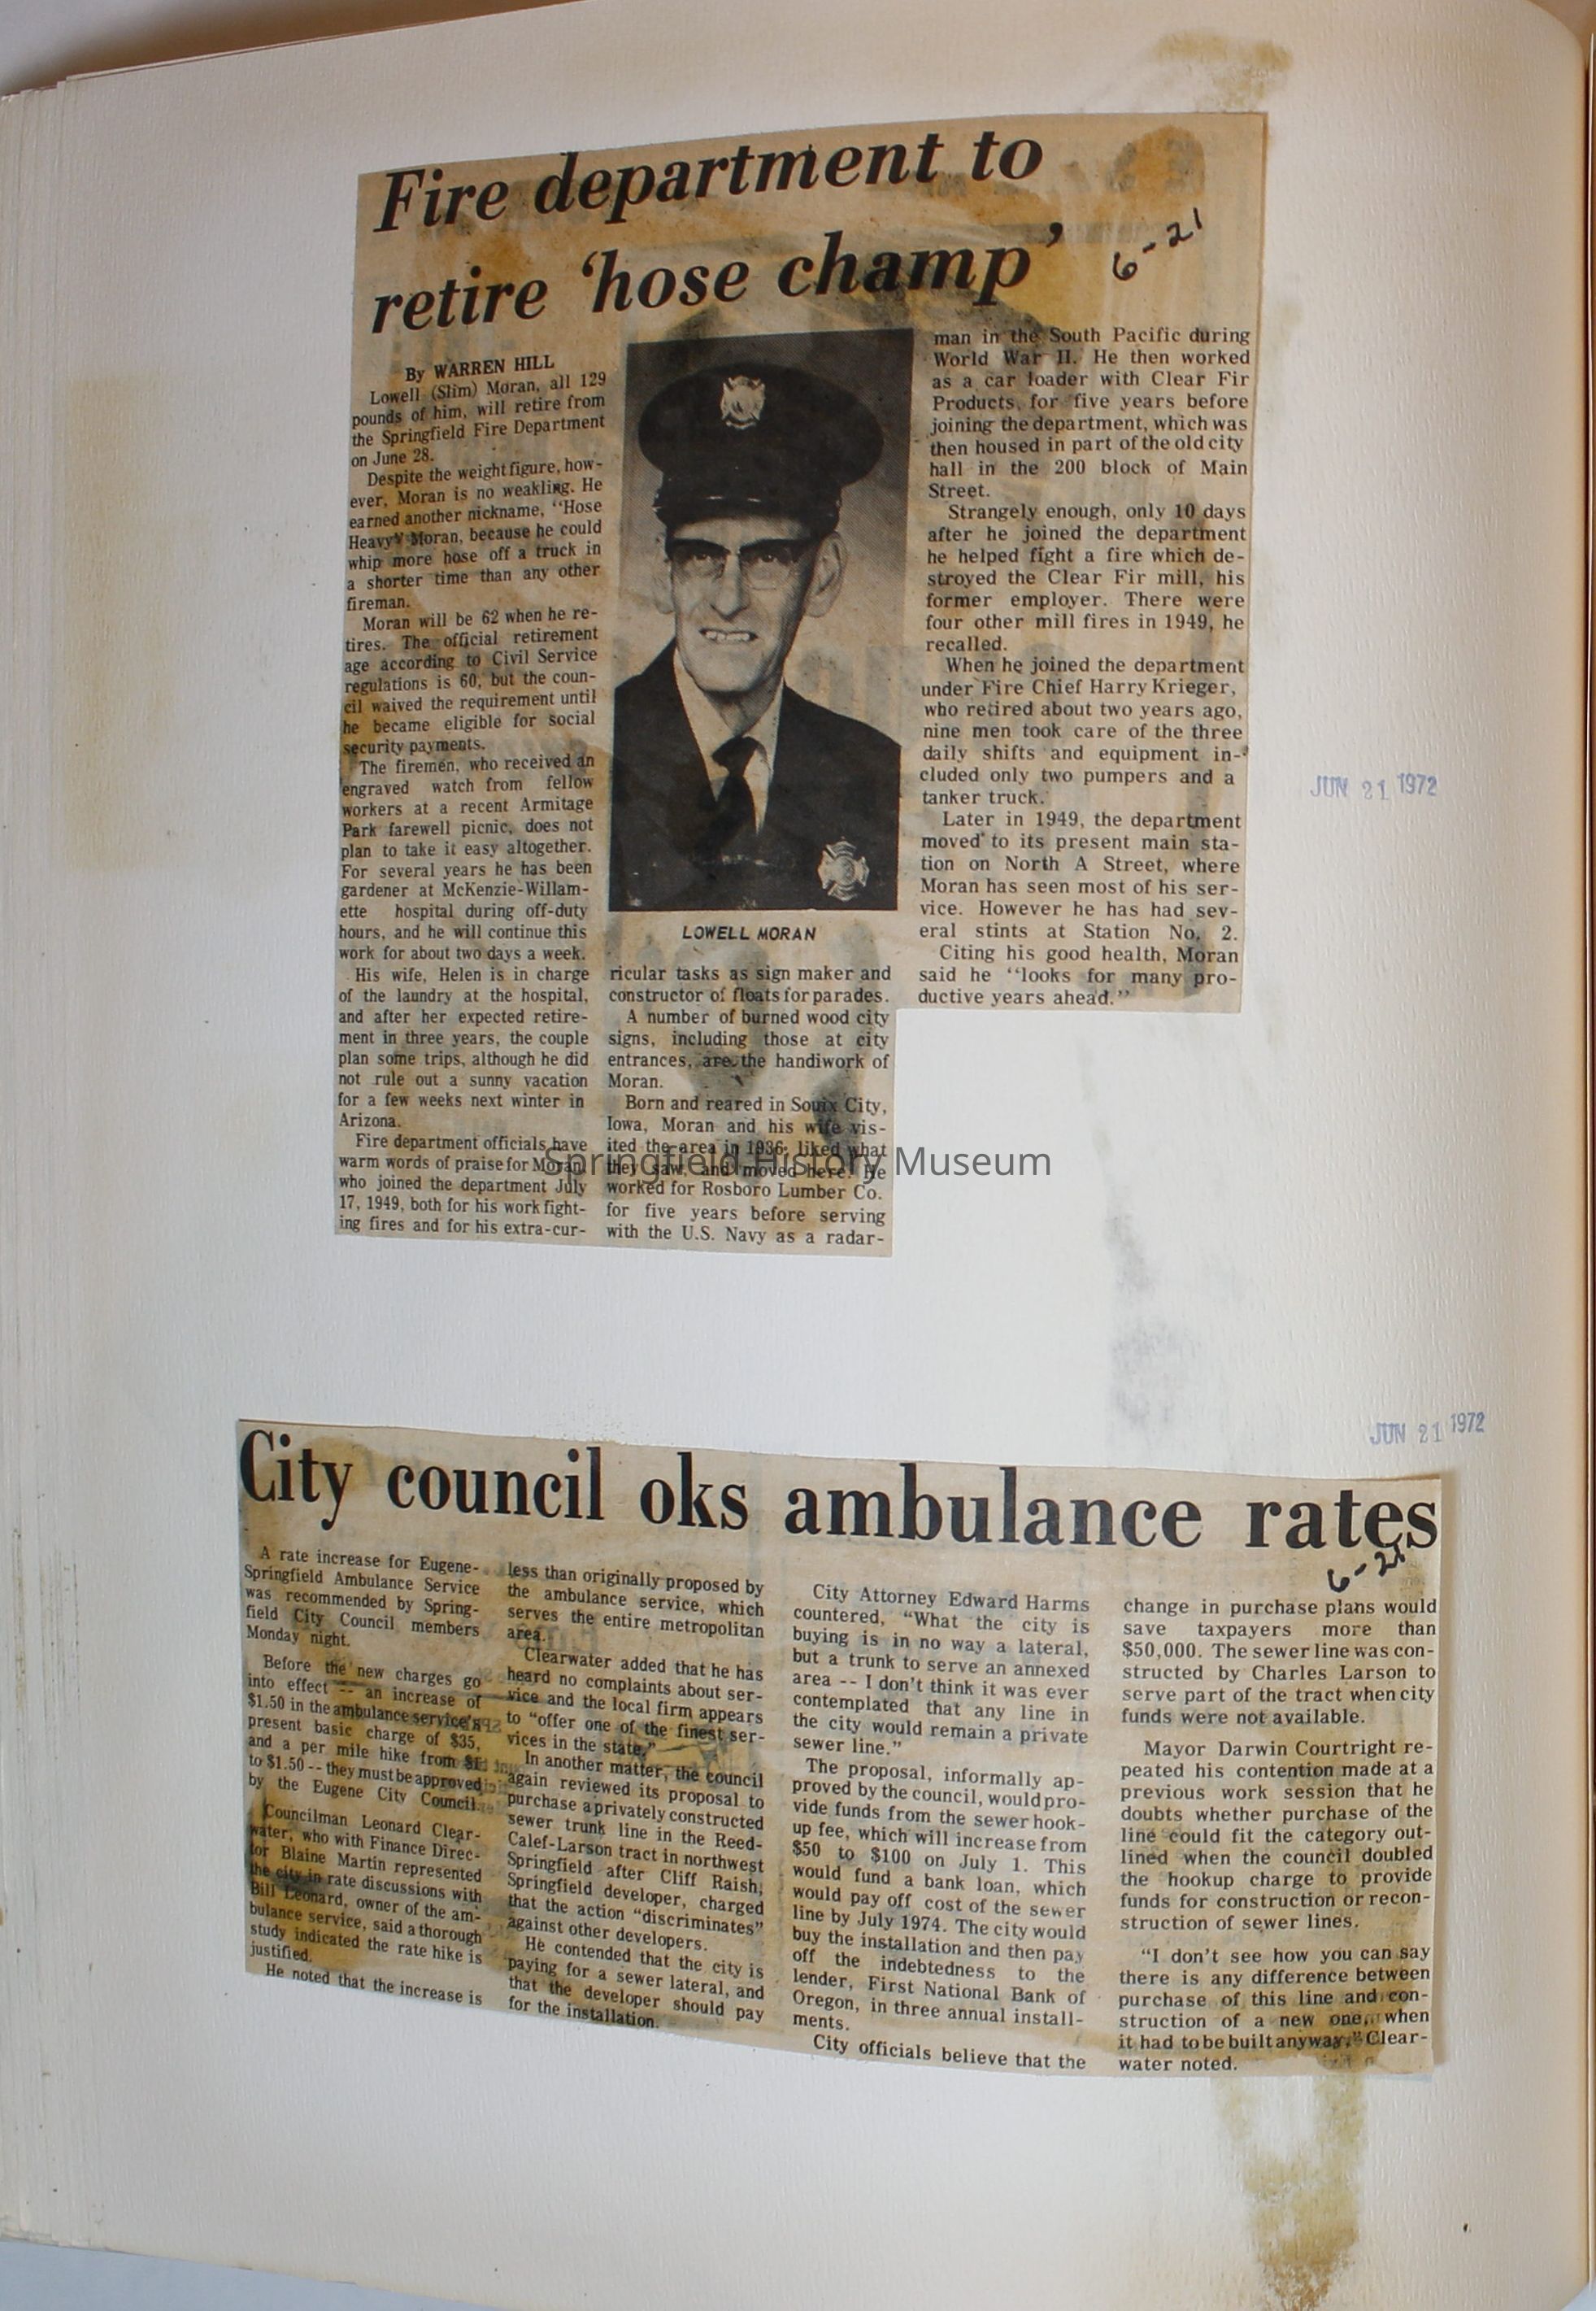 Fire department to
retire ‘hose champ’
6-21
By WARREN HILL
Lowell (Slim) Moran, all 129
pounds of him, will retire from
the Springfield Fire Department
on June 28.
Despite the weight figure, how-
ever, Moran is no weakling. He
earned another nickname, "Hose
Heavy" Moran, because he could
whip more hose off a truck in
a shorter time than any other
fireman.
Moran will be 62 when he re-
tires. The official retirement
age according to Civil Service
regulations is 60, but the coun-
cil waived the requirement until
he became eligible for social
security payments.
The firemen, who received an
engraved watch from fellow
workers at a recent Armitage
Park farewell picnic, does not
plan to take it easy altogether.
For several years he has been
gardener at McKenzie-Willam-
ette hospital during off-duty
hours, and he will continue this
work for about two days a week.
His wife, Helen is in charge
of the laundry at the hospital,
and after her expected retire-
ment in three years, the couple
plan some trips, although he did
not rule out a sunny vacation
for a few weeks next winter in
Arizona.
Fire department officials have
warm words of praise for Moran,
who joined the department July
17, 1949, both for his work fight-
ing fires and for his extra-cur-
LOWELL MORAN
ricular tasks as sign maker and
constructor of floats for parades.
A number of burned wood city
signs, including those at city
entrances, are the handiwork of
Moran.
Born and reared in Souix City,
Iowa, Moran and his wife vis-
ited the area in 1936, liked what
they saw, and moved here. He
worked for Rosboro Lumber Co.
for five years before serving
with the U.S. Navy as a radar-
man in the South Pacific during
World War II. He then worked
as a car loader with Clear Fir
Products, for five years before
joining the department, which was
then housed in part of the old city
hall in the 200 block of Main
Street.
Strangely enough, only 10 days
after he joined the department
he helped fight a fire which de-
stroyed the Clear Fir mill, his
former employer. There were
four other mill fires in 1949, he
recalled.
When he joined the department
under Fire Chief Harry Krieger,
who retired about two years ago,
nine men took care of the three
daily shifts and equipment in-
cluded only two pumpers and a
tanker truck.
Later in 1949, the department
moved to its present main sta-
tion on North A Street, where
Moran has seen most of his ser-
vice. However he has had sev-
eral stints at Station No. 2.
Citing his good health, Moran
said he "looks for many pro-
ductive years ahead."
JUN 21 1972
Springfield History Museum
JUN 21 1972
City council oks ambulance rates
6-21
A rate increase for Eugene-
Springfield Ambulance Service
was recommended by Spring-
field City Council members
Monday night.
Before the new charges go
into effect -- an increase of
$1.50 in the ambulance service's
present basic charge of $35,
and a per mile hike from $1
to $1.50 -- they must be approved
by the Eugene City Council.
Councilman Leonard Clear-
water, who with Finance Direc-
tor Blaine Martin represented
the city in rate discussions with
Bill Leonard, owner of the am-
bulance service, said a thorough
study indicated the rate hike is
justified.
He noted that the increase is
less than originally proposed by
the ambulance service, which
serves the entire metropolitan
area.
Clearwater added that he has
heard no complaints about ser-
vice and the local firm appears
to "offer one of the finest ser-
vices in the state."
In another matter, the council
again reviewed its proposal to
purchase a privately constructed
sewer trunk line in the Reed-
Calef-Larson tract in northwest
Springfield after Cliff Raish,
Springfield developer, charged
that the action "discriminates"
against other developers.
He contended that the city is
paying for a sewer lateral, and
that the developer should pay
for the installation.
City Attorney Edward Harms
countered, "What the city is
buying is in no way a lateral,
but a trunk to serve an annexed
area -- I don't think it was ever
contemplated that any line in
the city would remain a private
sewer line."
The proposal, informally ap-
proved by the council, would pro-
vide funds from the sewer hook-
up fee, which will increase from
$50 to $100 on July 1. This
would fund a bank loan, which
would pay off cost of the sewer
line by July 1974. The city would
buy the installation and then pay
off the indebtedness to the
lender, First National Bank of
Oregon, in three annual install-
ments.
City officials believe that the
change in purchase plans would
save taxpayers more than
$50,000. The sewer line was con-
structed by Charles Larson to
serve part of the tract when city
funds were not available.
Mayor Darwin Courtright re-
peated his contention made at a
previous work session that he
doubts whether purchase of the
line could fit the category out-
lined when the council doubled
the hookup charge to provide
funds for construction or recon-
struction of sewer lines.
"I don't see how you can say
there is any difference between
purchase of this line and con-
struction of a new one, when
it had to be built anyway," Clear-
water noted.